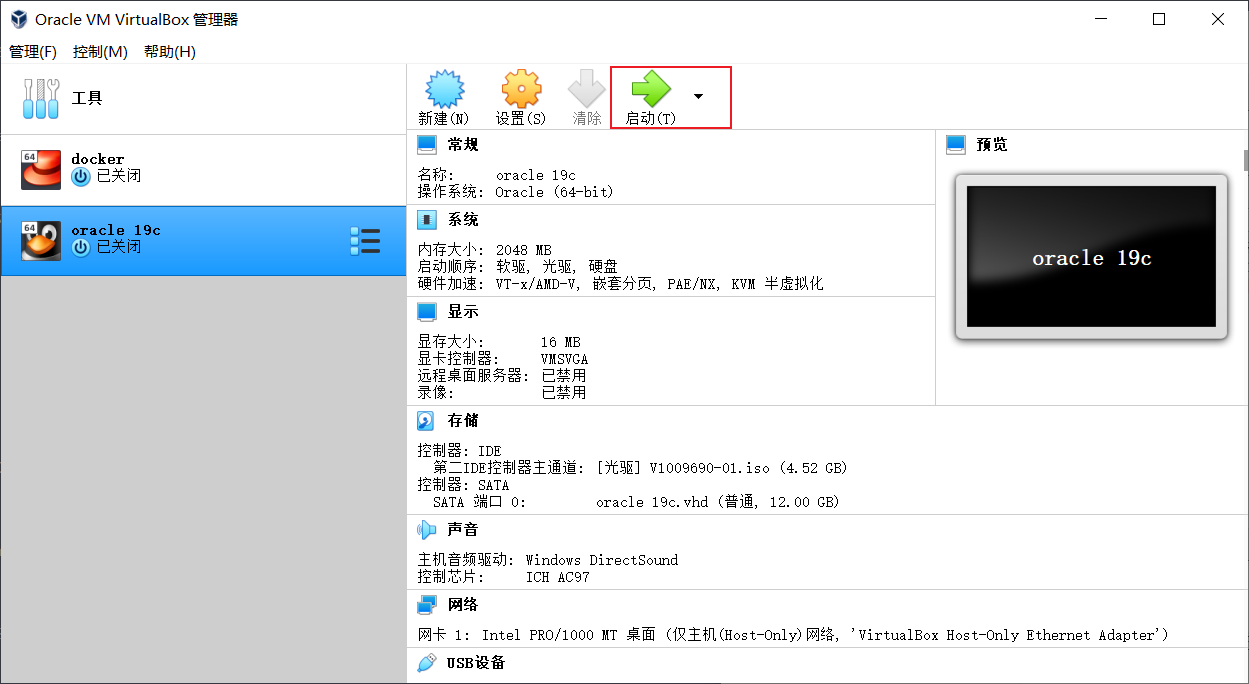 Oracle VM VirtualBox 管理器
管理(F) 控制(M) 帮助(H)
工具
新建(N) 设置(S) 清除 启动(T)
64
docker
已关闭
64
oracle 19c
已关闭
常规
名称: oracle 19c
操作系统: Oracle (64-bit)
系统
内存大小: 2048 MB
启动顺序: 软驱, 光驱, 硬盘
硬件加速: VT-x/AMD-V, 嵌套分页, PAE/NX, KVM 半虚拟化
显示
显存大小: 16 MB
显卡控制器: VMSVGA
远程桌面服务器: 已禁用
录像: 已禁用
预览
oracle 19c
存储
控制器: IDE
第二IDE控制器主通道: [光驱] V1009690-01.iso (4.52 GB)
控制器: SATA
SATA 端口 0: oracle 19c.vhd (普通, 12.00 GB)
声音
主机音频驱动: Windows DirectSound
控制芯片: ICH AC97
网络
网卡 1: Intel PRO/1000 MT 桌面 (仅主机(Host-Only)网络, 'VirtualBox Host-Only Ethernet Adapter')
USB设备